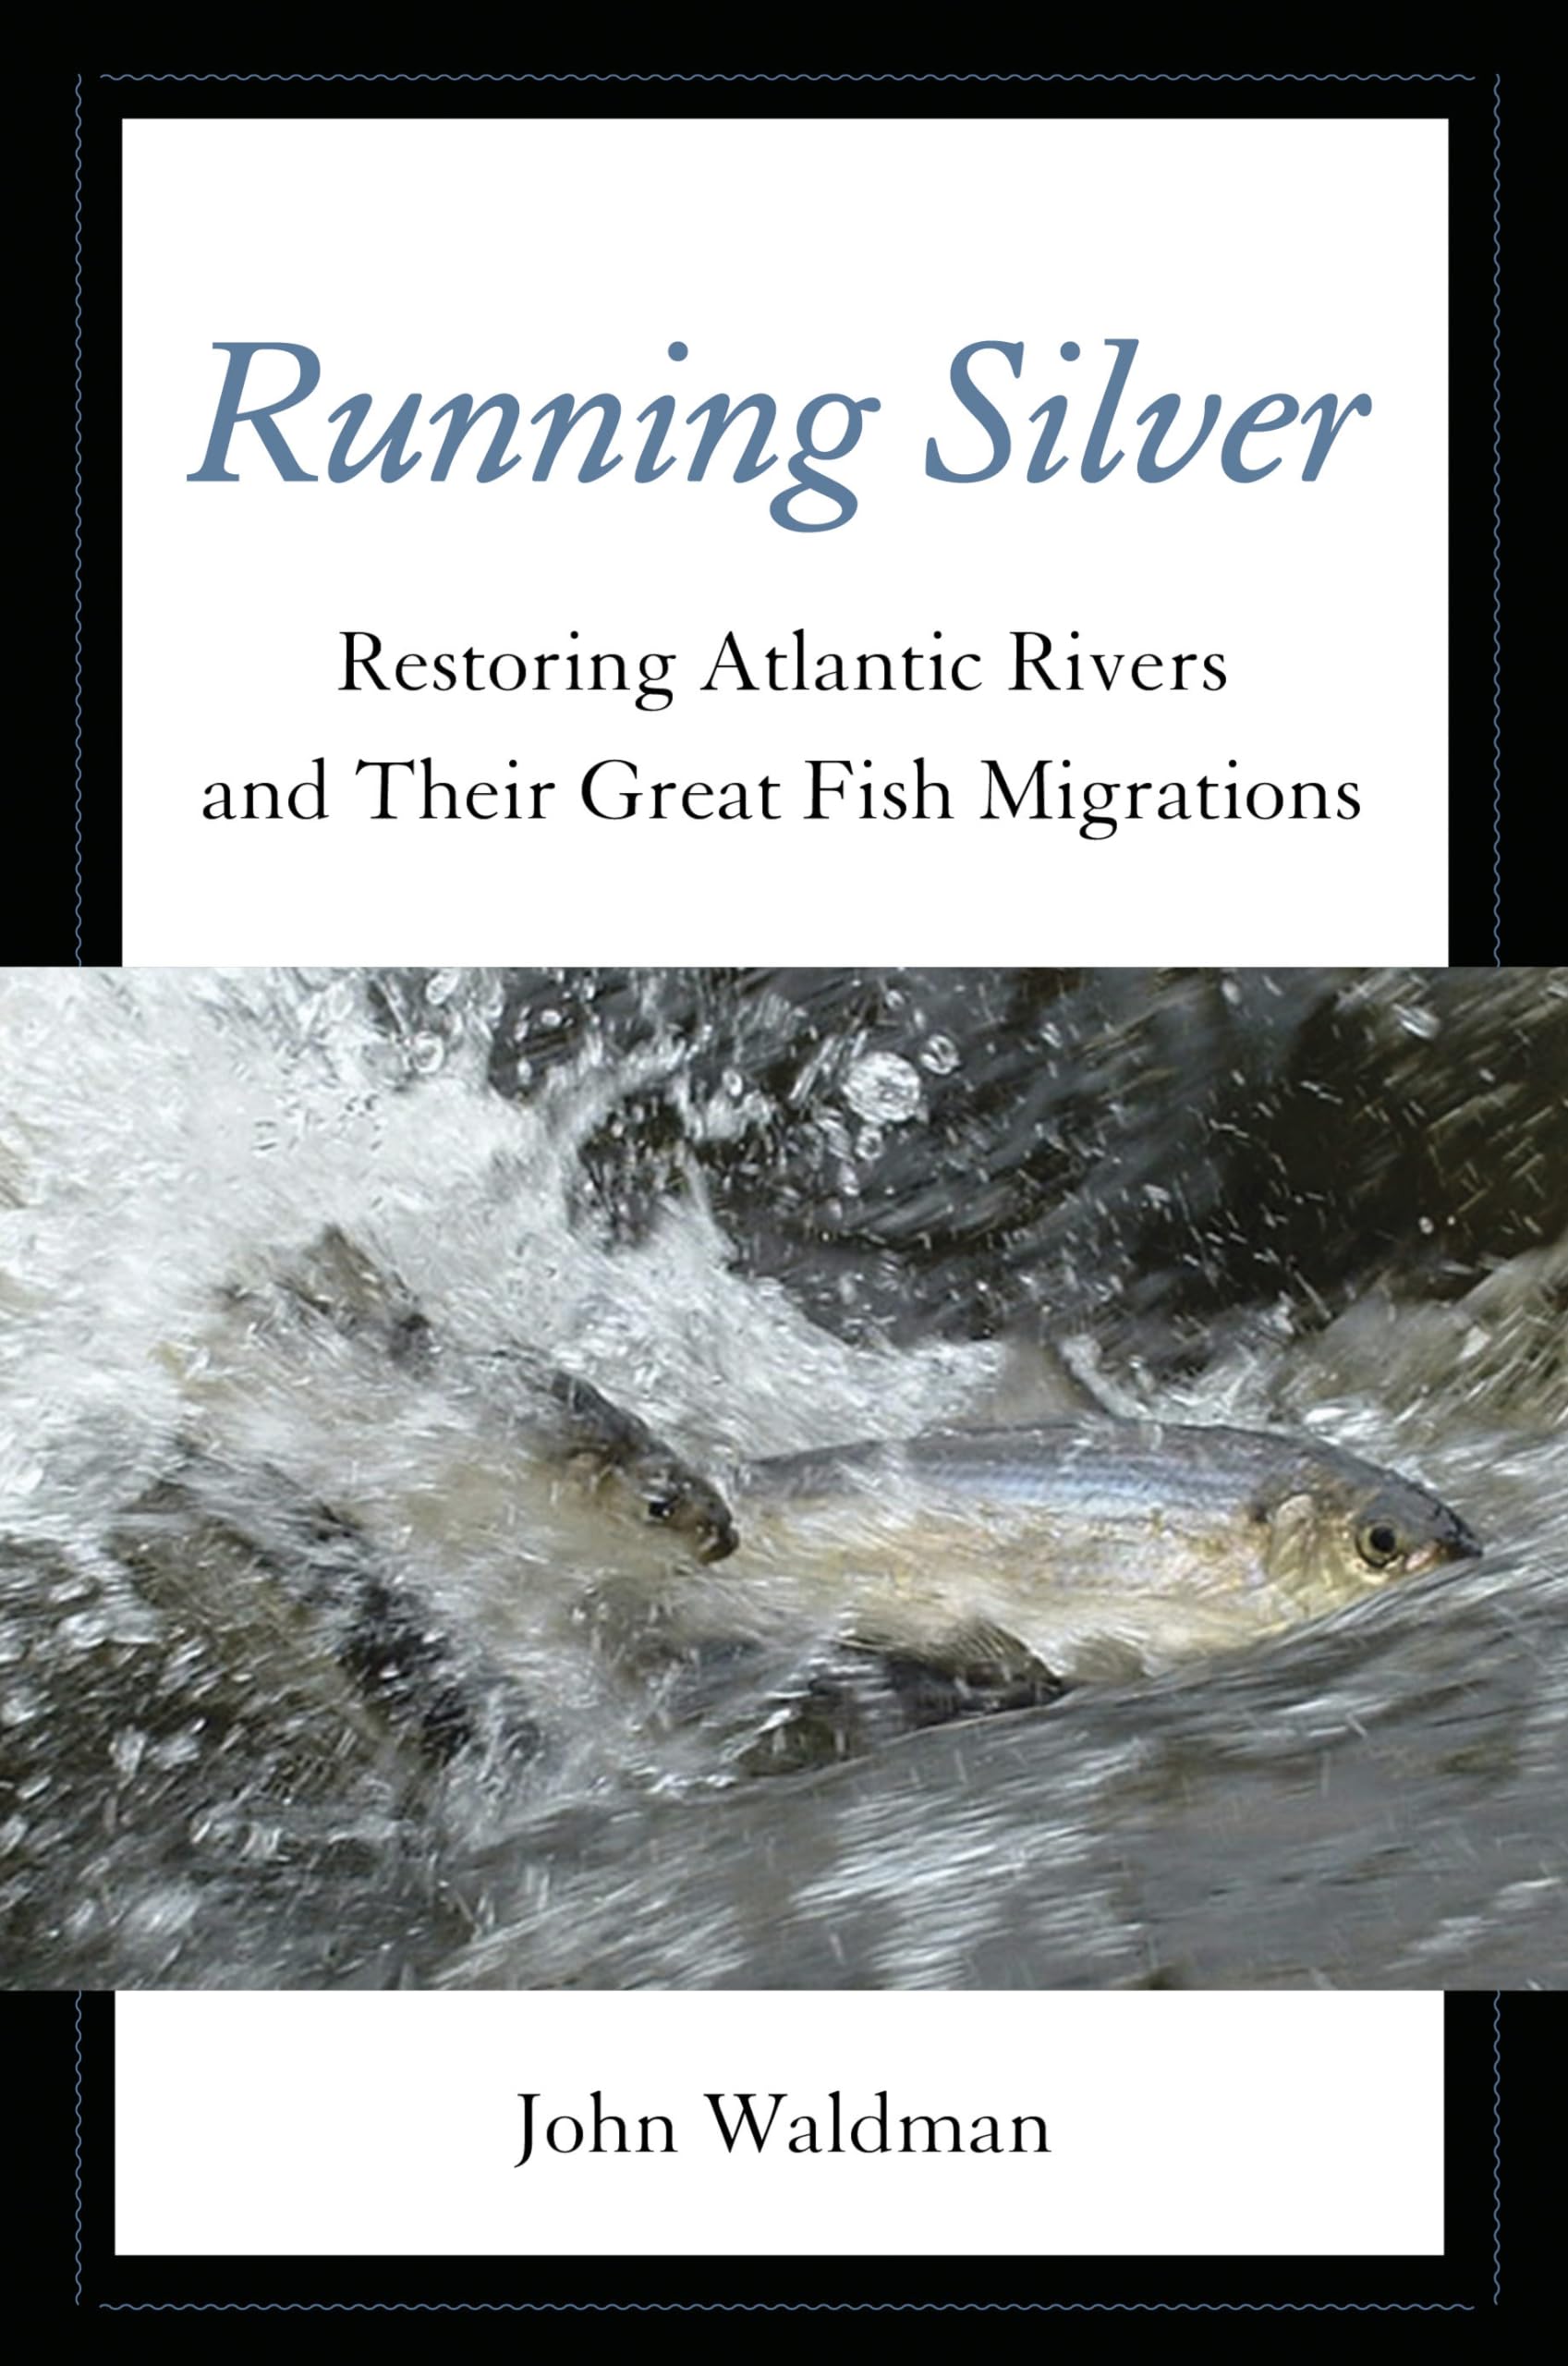 Running Silver
Restoring Atlantic Rivers
and Their Great Fish Migrations
John Waldman